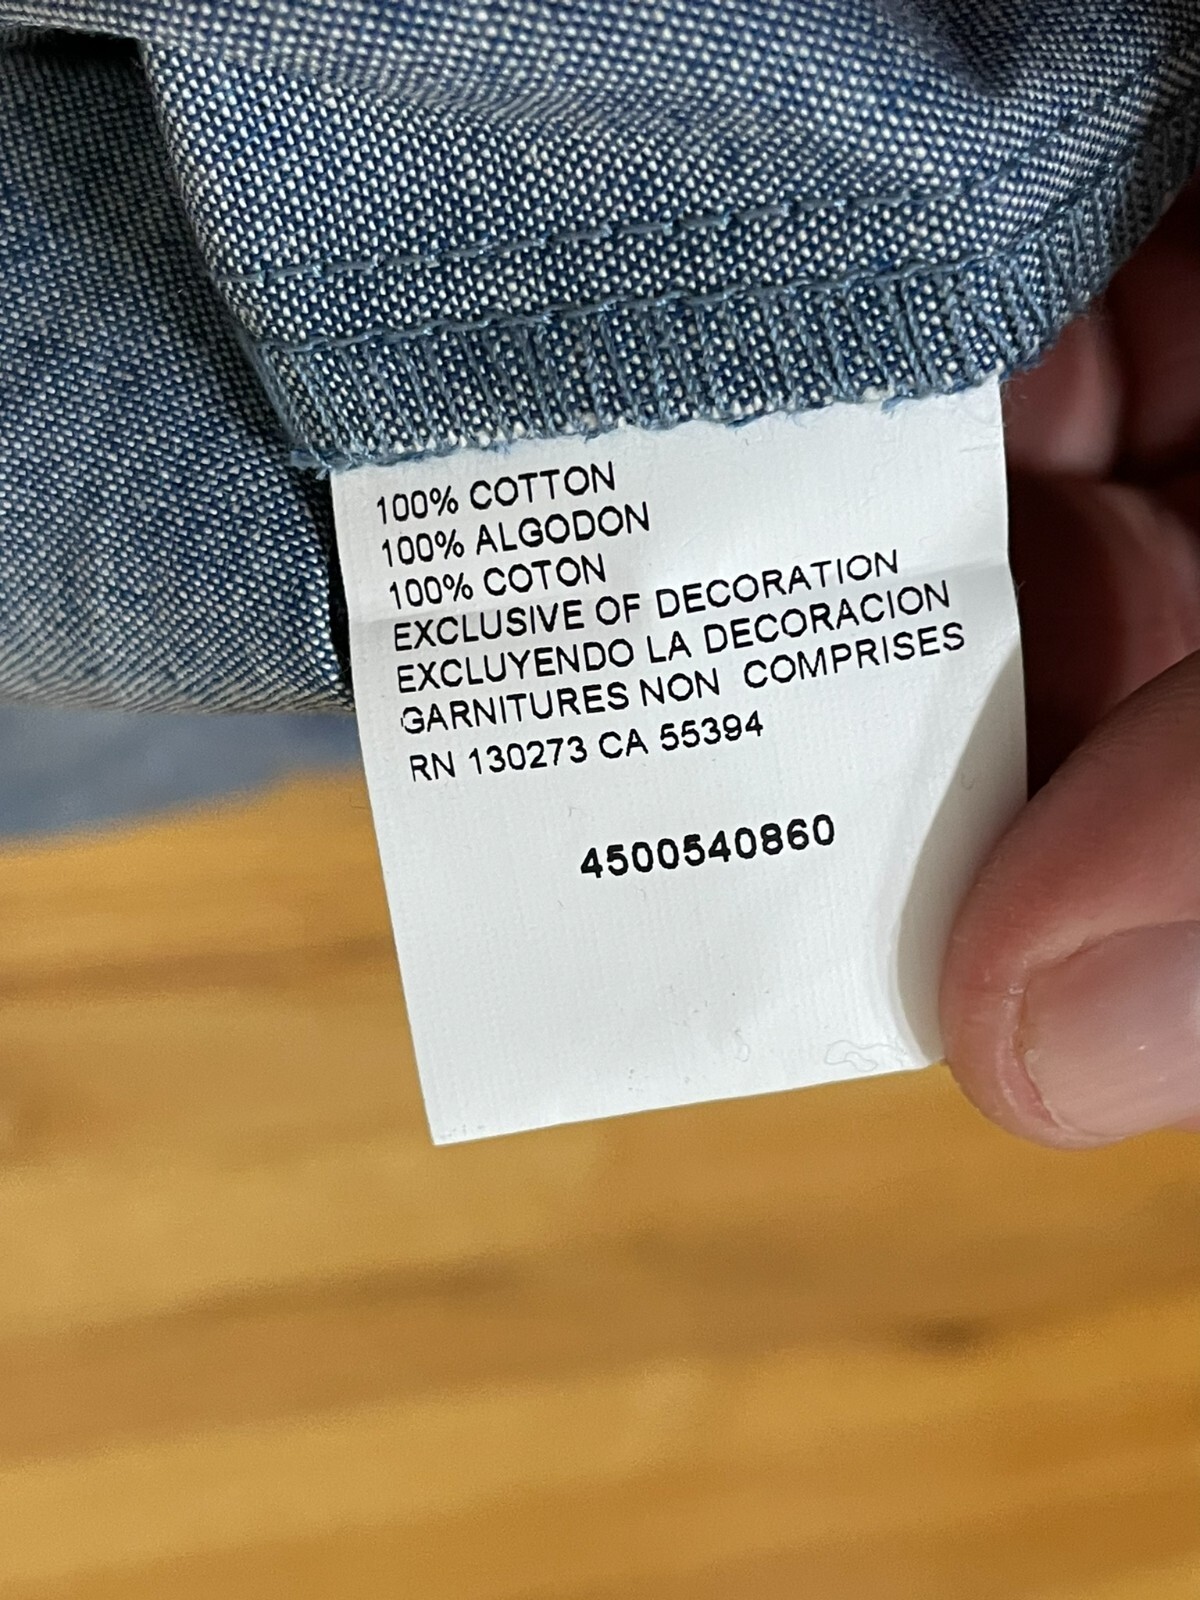 100% COTTON
100% ALGODON
100% COTON
EXCLUSIVE OF DECORATION
EXCLUYENDO LA DECORACION
GARNITURES NON COMPRISES
RN 130273 CA 55394
4500540860